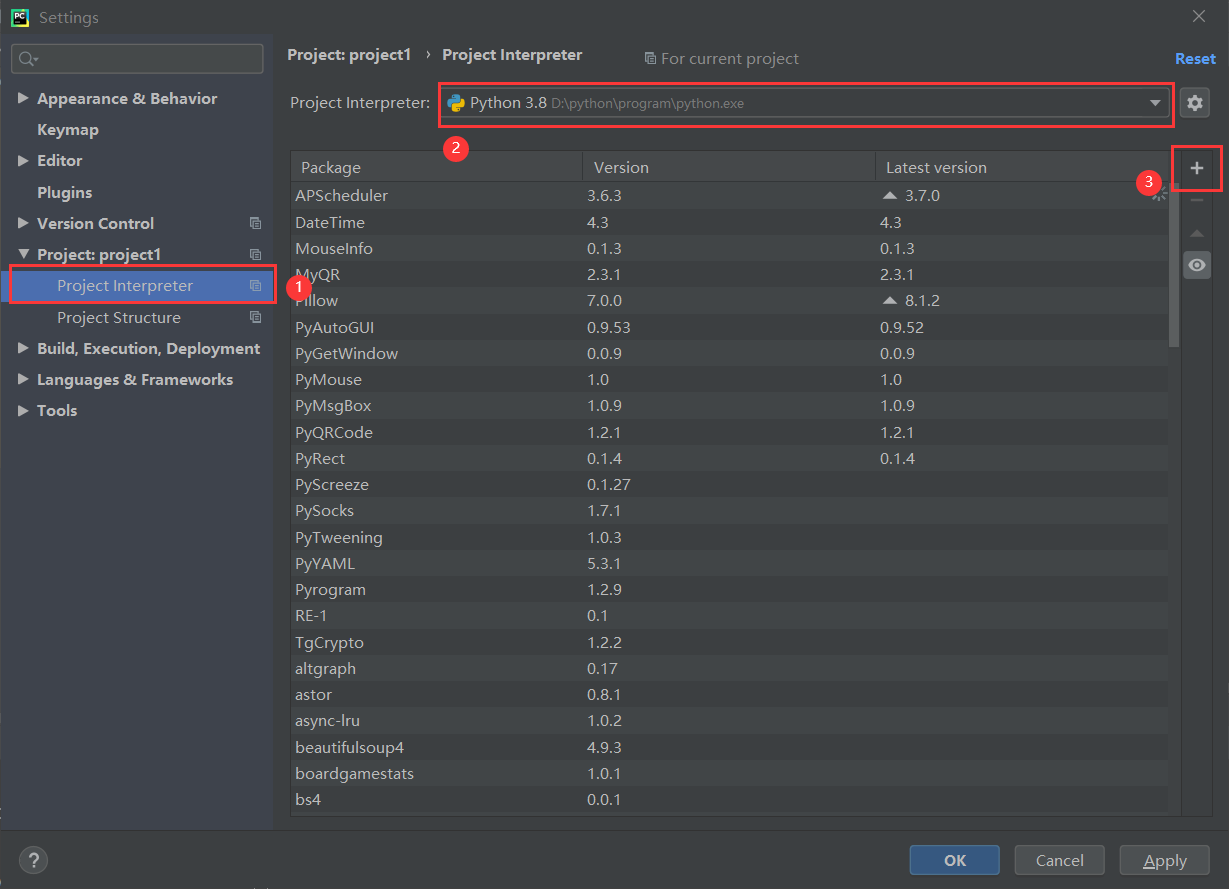 PC
Settings
Project: project1 › Project Interpreter For current project Reset
Appearance & Behavior
Keymap
Editor
Plugins
Version Control
Project: project1
Project Interpreter
Project Structure
Build, Execution, Deployment
Languages & Frameworks
Tools
Project Interpreter: Python 3.8 D:\python\program\python.exe
1
2
3
+
Package Version Latest version
APScheduler 3.6.3 3.7.0
DateTime 4.3 4.3
MouseInfo 0.1.3 0.1.3
MyQR 2.3.1 2.3.1
Pillow 7.0.0 8.1.2
PyAutoGUI 0.9.53 0.9.52
PyGetWindow 0.0.9 0.0.9
PyMouse 1.0 1.0
PyMsgBox 1.0.9 1.0.9
PyQRCode 1.2.1 1.2.1
PyRect 0.1.4 0.1.4
PyScreeze 0.1.27
PySocks 1.7.1
PyTweening 1.0.3
PyYAML 5.3.1
Pyrogram 1.2.9
RE-1 0.1
TgCrypto 1.2.2
altgraph 0.17
astor 0.8.1
async-lru 1.0.2
beautifulsoup4 4.9.3
boardgamestats 1.0.1
bs4 0.0.1
? OK Cancel Apply